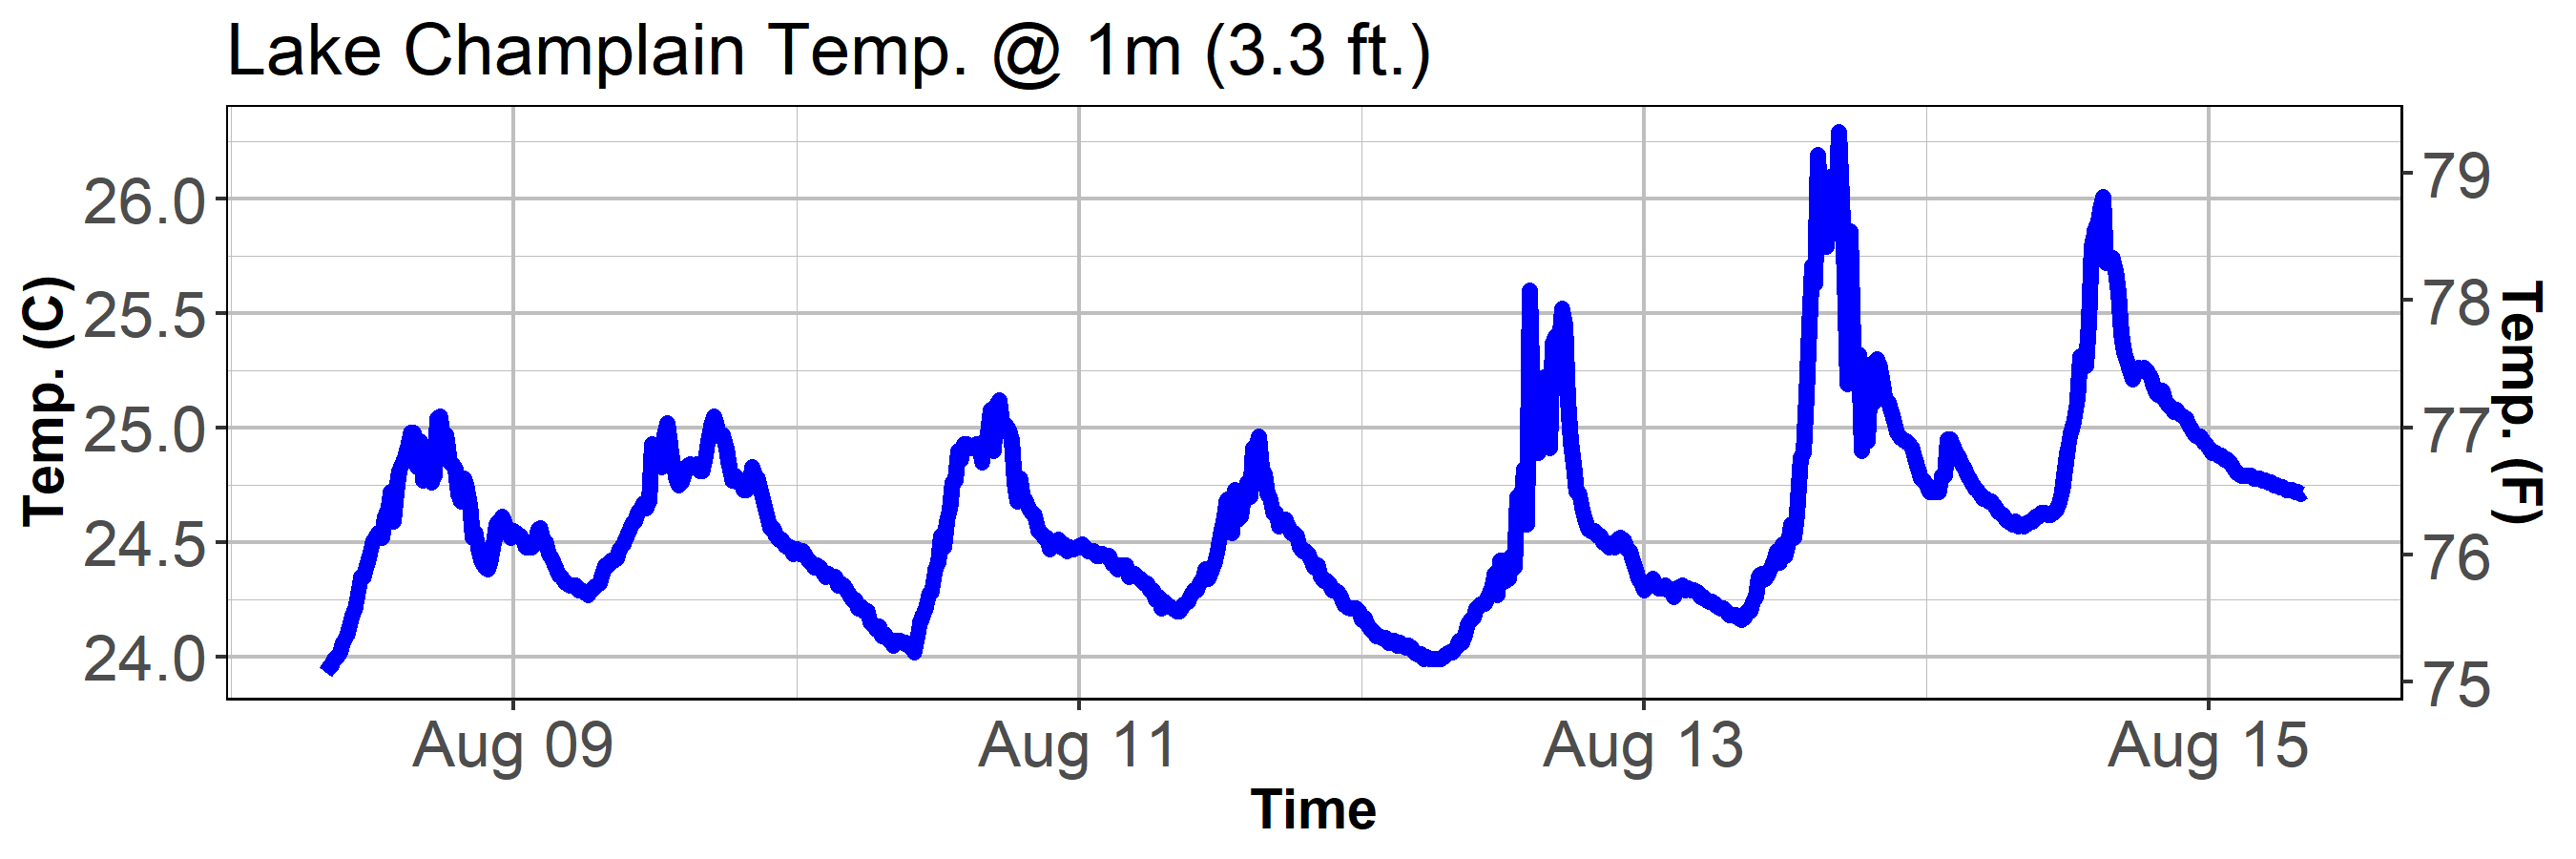 Lake Champlain Temp. @ 1m (3.3 ft.)
Temp. (C)
26.0
25.5
25.0
24.5
24.0
79
78
77
76
75
Temp. (F)
Aug 09
Aug 11
Aug 13
Aug 15
Time